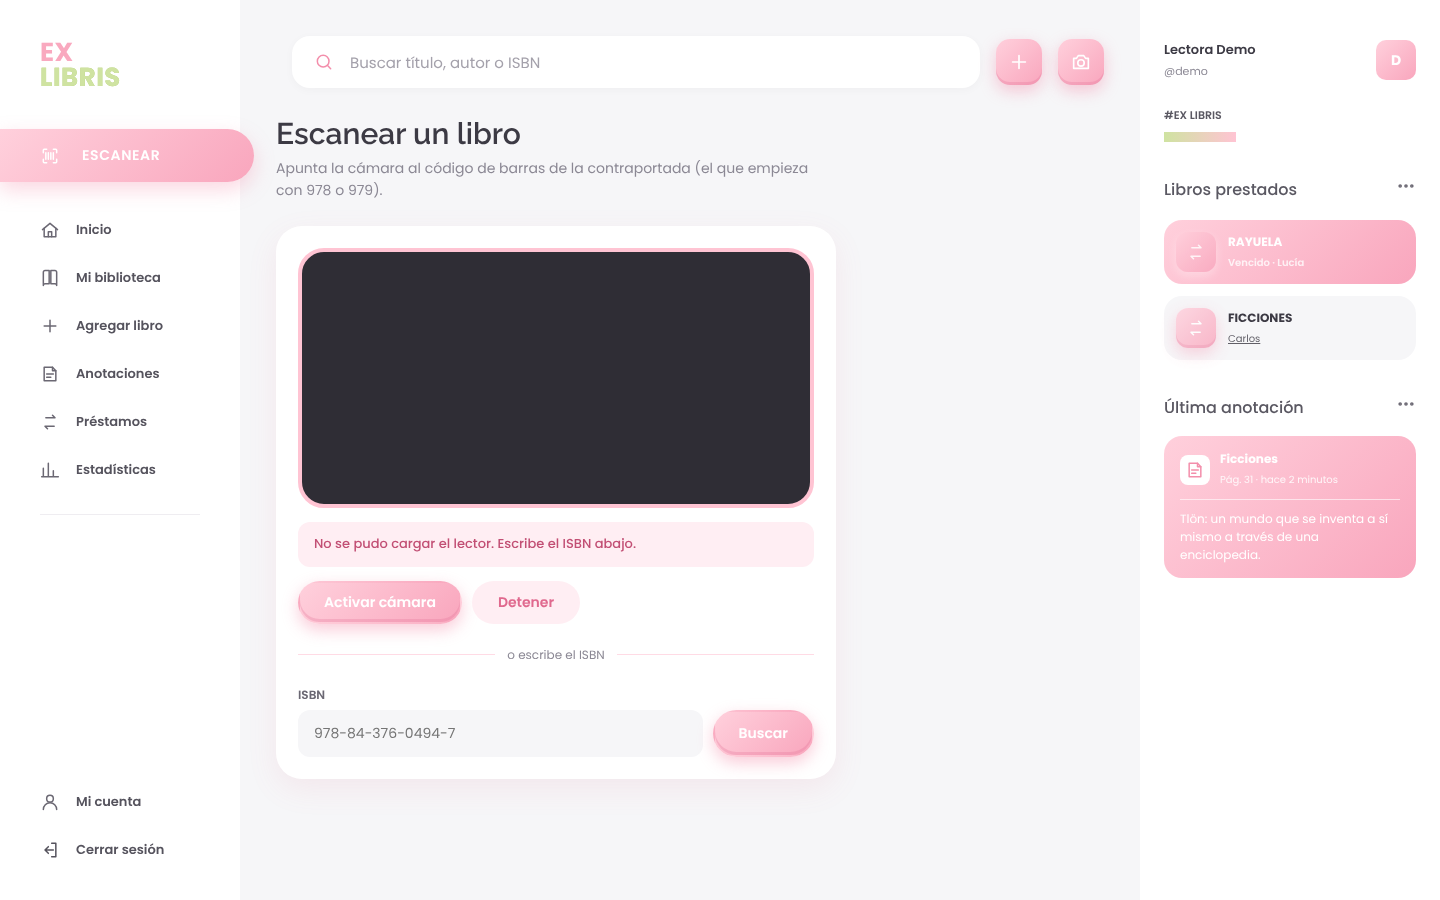 EX
LIBRIS
ESCANEAR
Inicio
Mi biblioteca
Agregar libro
Anotaciones
Préstamos
Estadísticas
Mi cuenta
Cerrar sesión
Buscar título, autor o ISBN
Escanear un libro
Apunta la cámara al código de barras de la contraportada (el que empieza
con 978 o 979).
No se pudo cargar el lector. Escribe el ISBN abajo.
Activar cámara
Detener
o escribe el ISBN
ISBN
978-84-376-0494-7
Buscar
Lectora Demo
@demo
D
#EX LIBRIS
Libros prestados
RAYUELA
Vencido · Lucía
FICCIONES
Carlos
Última anotación
Ficciones
Pág. 31 · hace 2 minutos
Tlön: un mundo que se inventa a sí
mismo a través de una
enciclopedia.